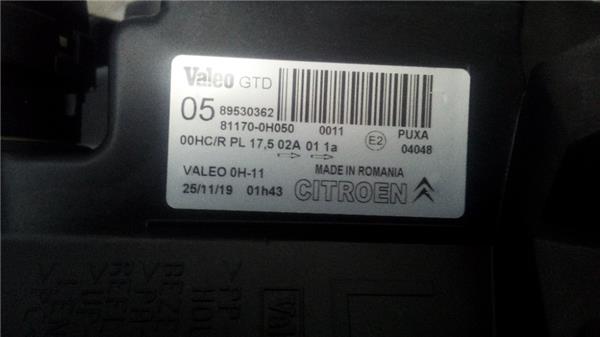 Valeo GTD
05 89530362
81170-0H050 0011 PUXA
00HC/R PL 17,5 02A 01 1a E2 04048
VALEO 0H-11 MADE IN ROMANIA
25/11/19 01h43 CITROEN